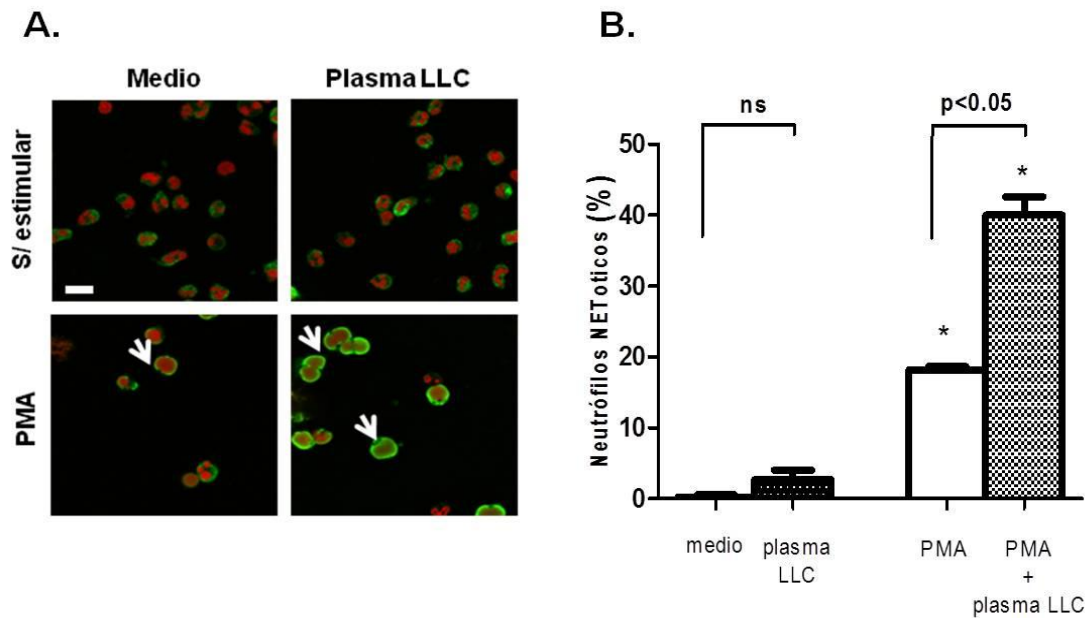 A.
Medio
Plasma LLC
S/ estimular
PMA
B.
ns
p<0.05
Neutrófilos NEToticos (%)
50
40
30
20
10
0
*
*
medio
plasma
LLC
PMA
PMA
+
plasma LLC